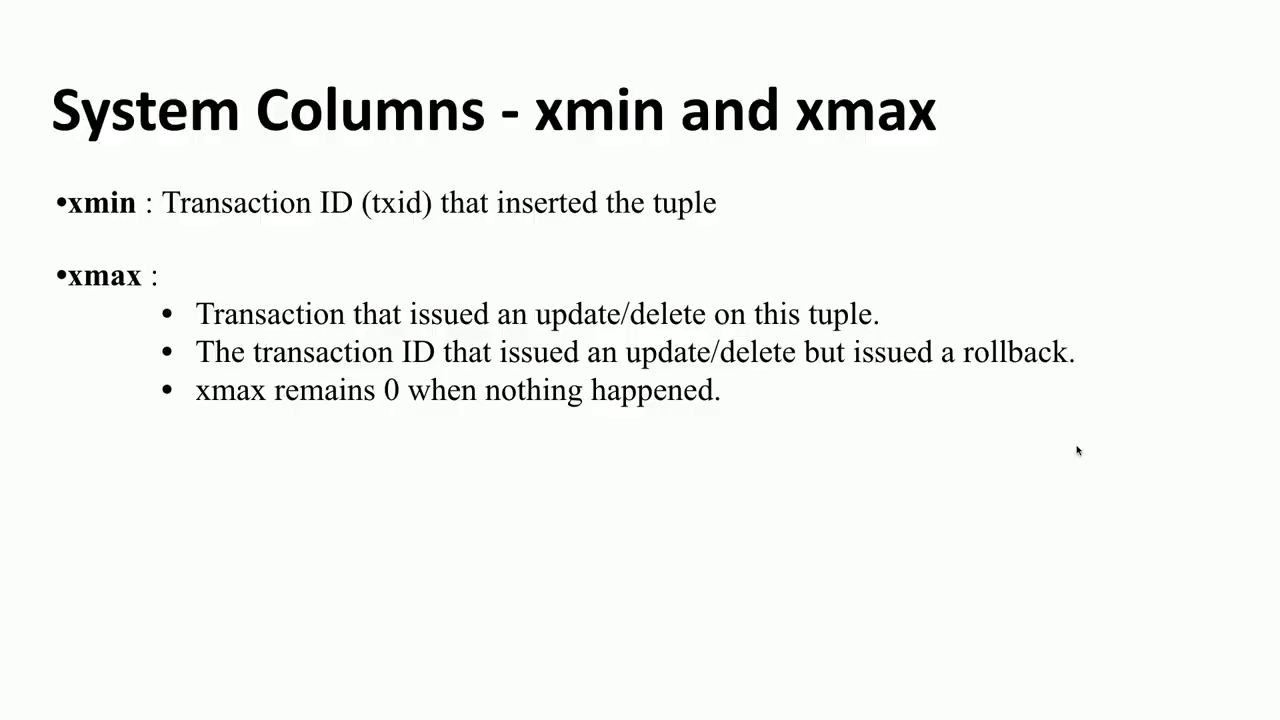 System Columns - xmin and xmax
•xmin : Transaction ID (txid) that inserted the tuple
•xmax :
• Transaction that issued an update/delete on this tuple.
• The transaction ID that issued an update/delete but issued a rollback.
• xmax remains 0 when nothing happened.